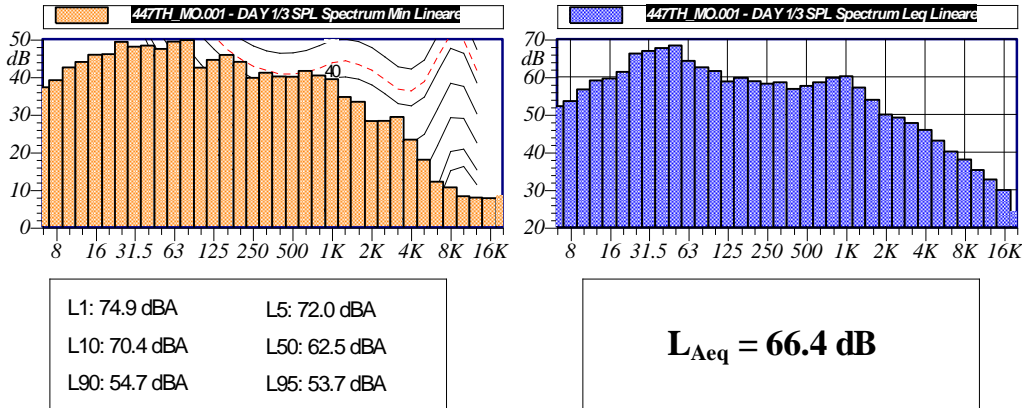 447TH_MO.001 - DAY 1/3 SPL Spectrum Min Lineare
50
dB
40
30
20
10
0
40
8 16 31.5 63 125 250 500 1K 2K 4K 8K 16K
447TH_MO.001 - DAY 1/3 SPL Spectrum Leq Lineare
70
dB
60
50
40
30
20
8 16 31.5 63 125 250 500 1K 2K 4K 8K 16K
L1: 74.9 dBA L5: 72.0 dBA
L10: 70.4 dBA L50: 62.5 dBA
L90: 54.7 dBA L95: 53.7 dBA
LAeq = 66.4 dB